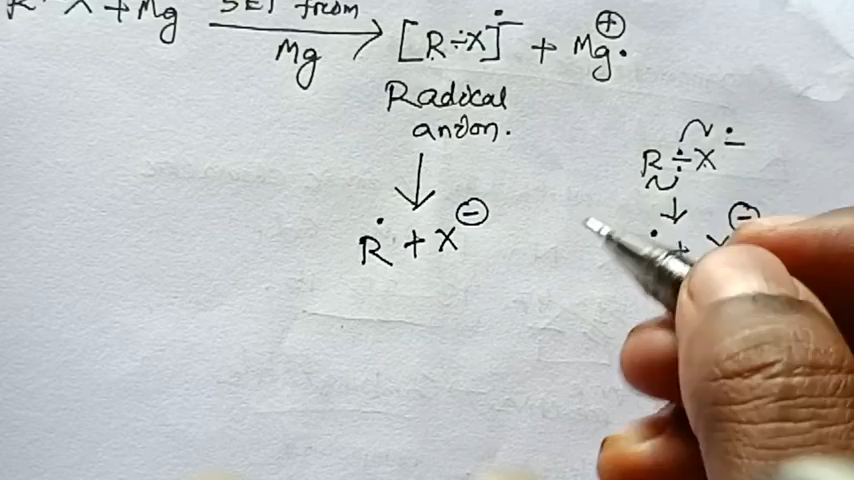 R-X + Mg SET from Mg → [R÷X]•− + Mg⊕•
Radical
anion.
↓
Ṙ + X⊖
R÷X•−
↓
• +